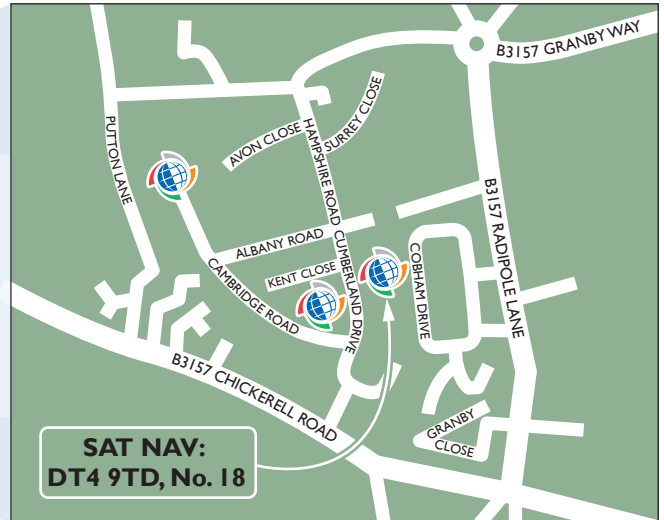 B3157 GRANBY WAY
PUTTON LANE
AVON CLOSE
HAMPSHIRE ROAD
SURREY CLOSE
B3157 RADIPOLE LANE
ALBANY ROAD
CUMBERLAND DRIVE
COBHAM DRIVE
KENT CLOSE
CAMBRIDGE ROAD
B3157 CHICKERELL ROAD
GRANBY
CLOSE
SAT NAV:
DT4 9TD, No. 18